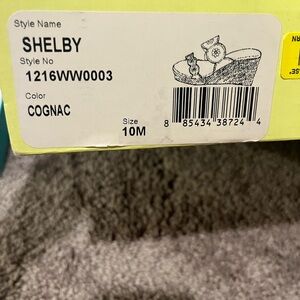 Style Name
SHELBY
Style No
1216WW0003
Color
COGNAC
Size
10M
8 85434 38724 4